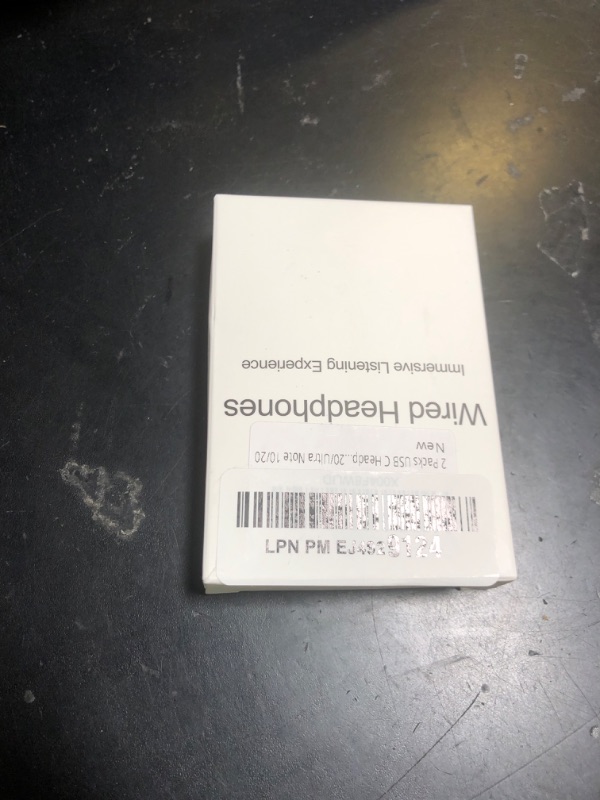 Wired Headphones
Immersive Listening Experience
2 Packs USB C Headp...20/Ultra Note 10/20
New
LPN PM